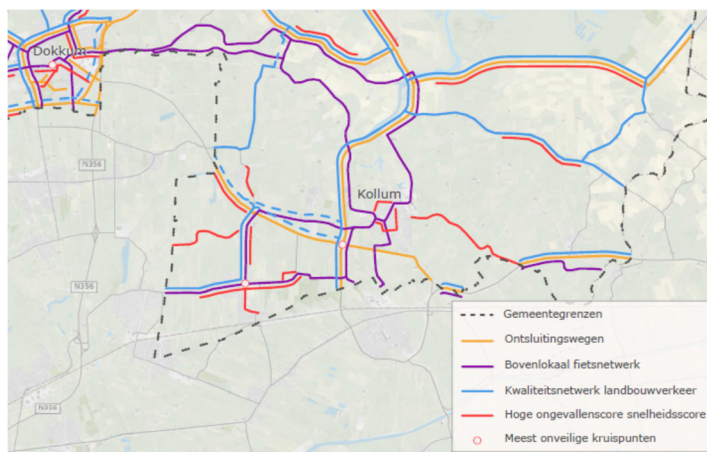 Dokkum
N356
Kollum
N356
N356
Gemeentegrenzen
Ontsluitingswegen
Bovenlokaal fietsnetwerk
Kwaliteitsnetwerk landbouwverkeer
Hoge ongevallenscore snelheidsscore
Meest onveilige kruispunten